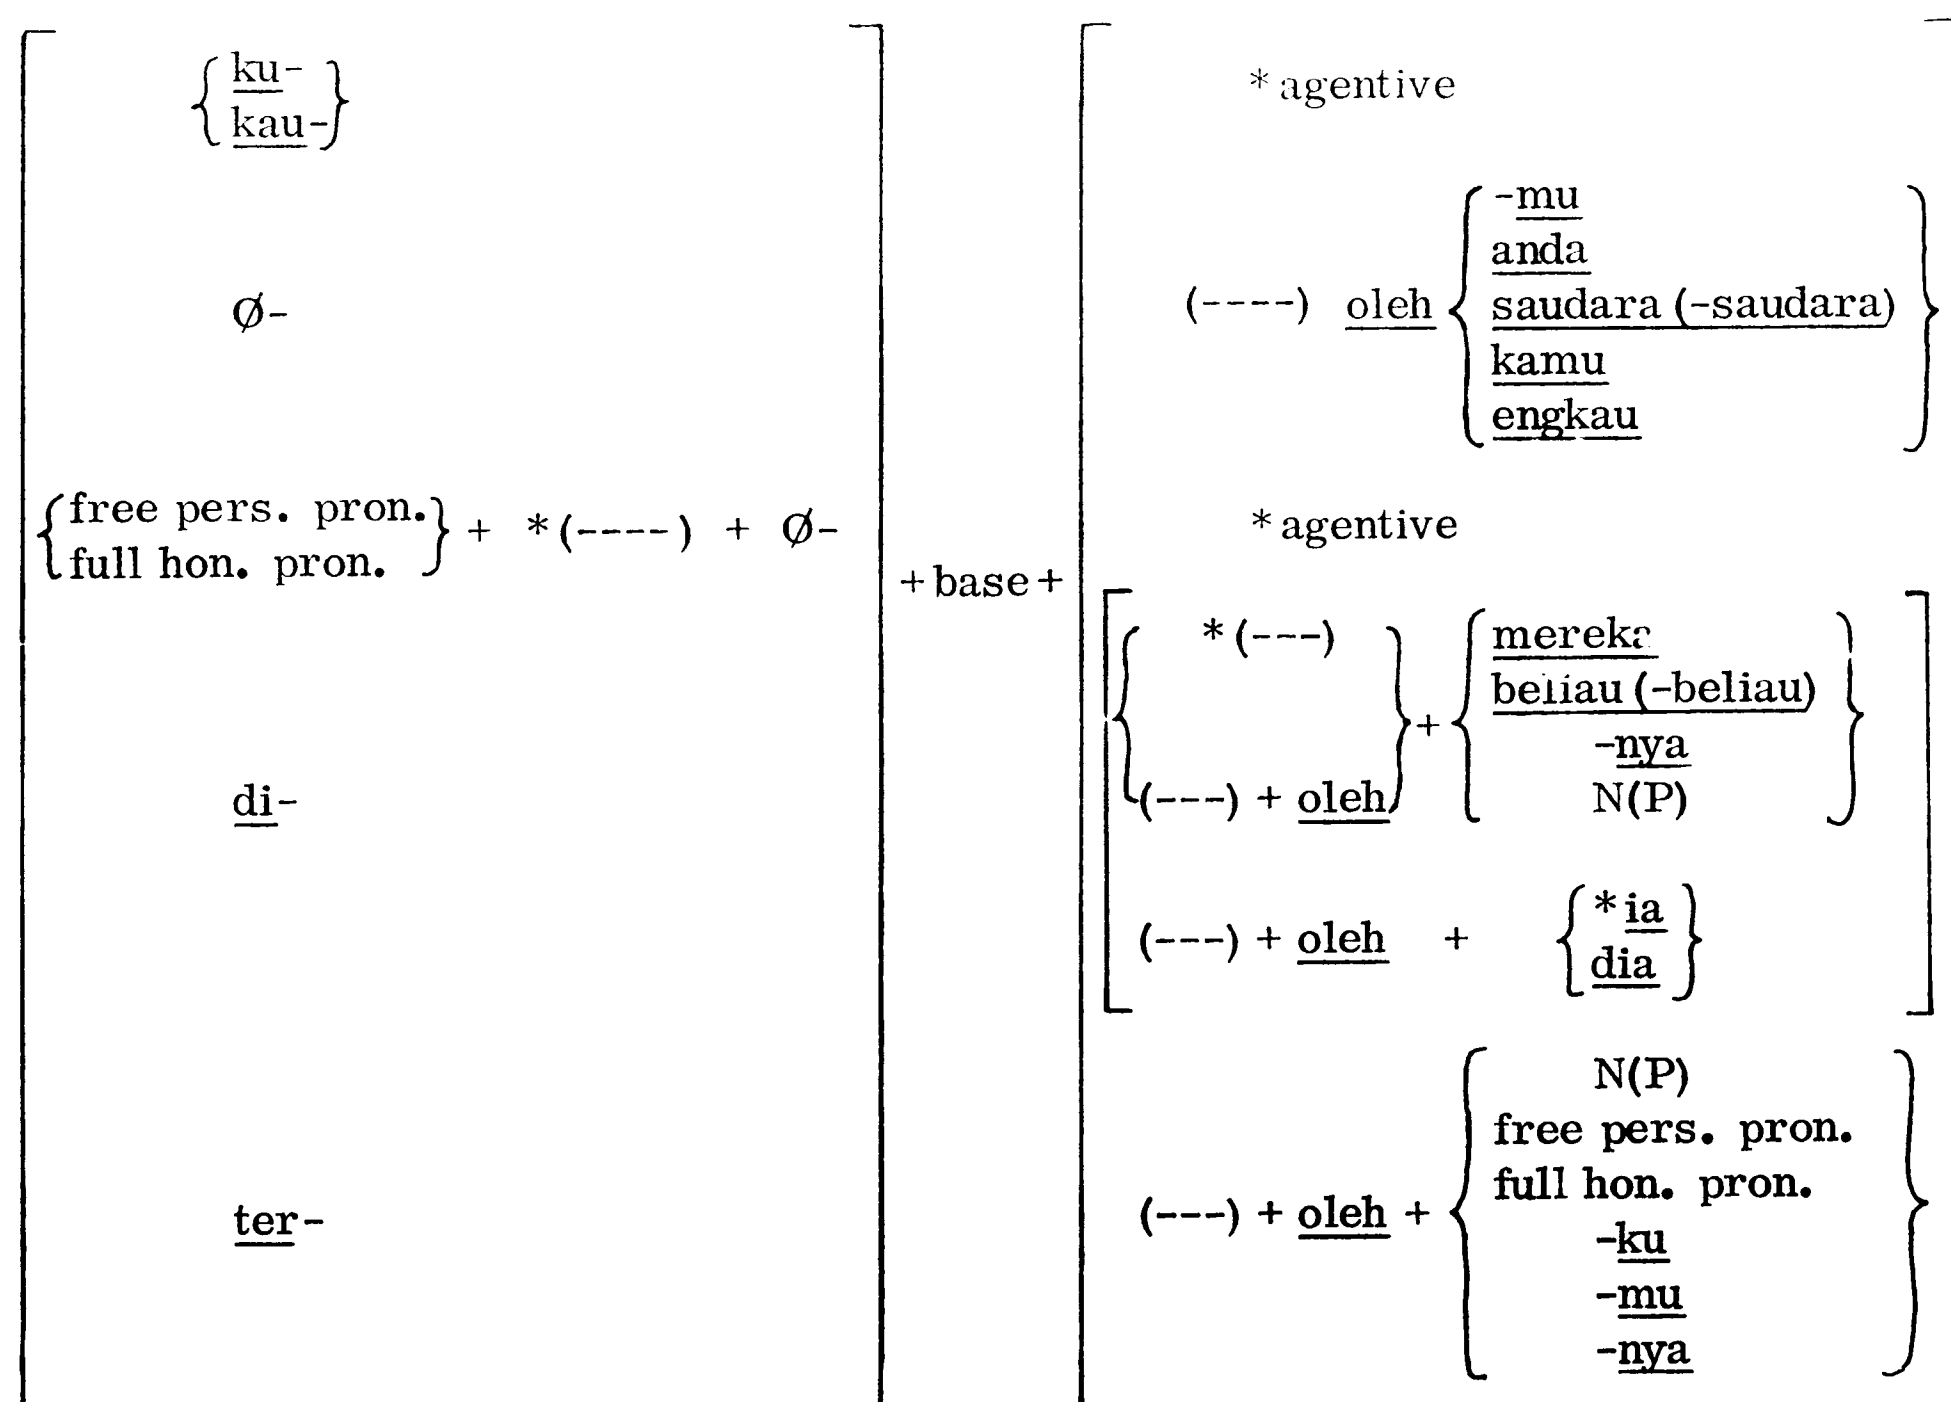 ku-
kau-
* agentive
Ø-
(----) oleh
-mu
anda
saudara (-saudara)
kamu
engkau
free pers. pron.
full hon. pron.
+ *(----) + Ø-
* agentive
+ base +
di-
*(---)
(---) + oleh
+
mereka
beliau (-beliau)
-nya
N(P)
(---) + oleh +
* ia
dia
ter-
(---) + oleh +
N(P)
free pers. pron.
full hon. pron.
-ku
-mu
-nya